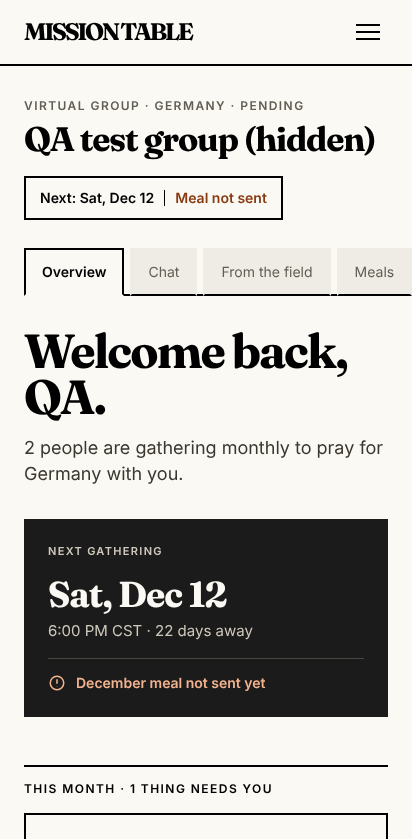 MISSION TABLE
VIRTUAL GROUP · GERMANY · PENDING
QA test group (hidden)
Next: Sat, Dec 12 | Meal not sent
Overview Chat From the field Meals
Welcome back,
QA.
2 people are gathering monthly to pray for
Germany with you.
NEXT GATHERING
Sat, Dec 12
6:00 PM CST · 22 days away
December meal not sent yet
THIS MONTH · 1 THING NEEDS YOU